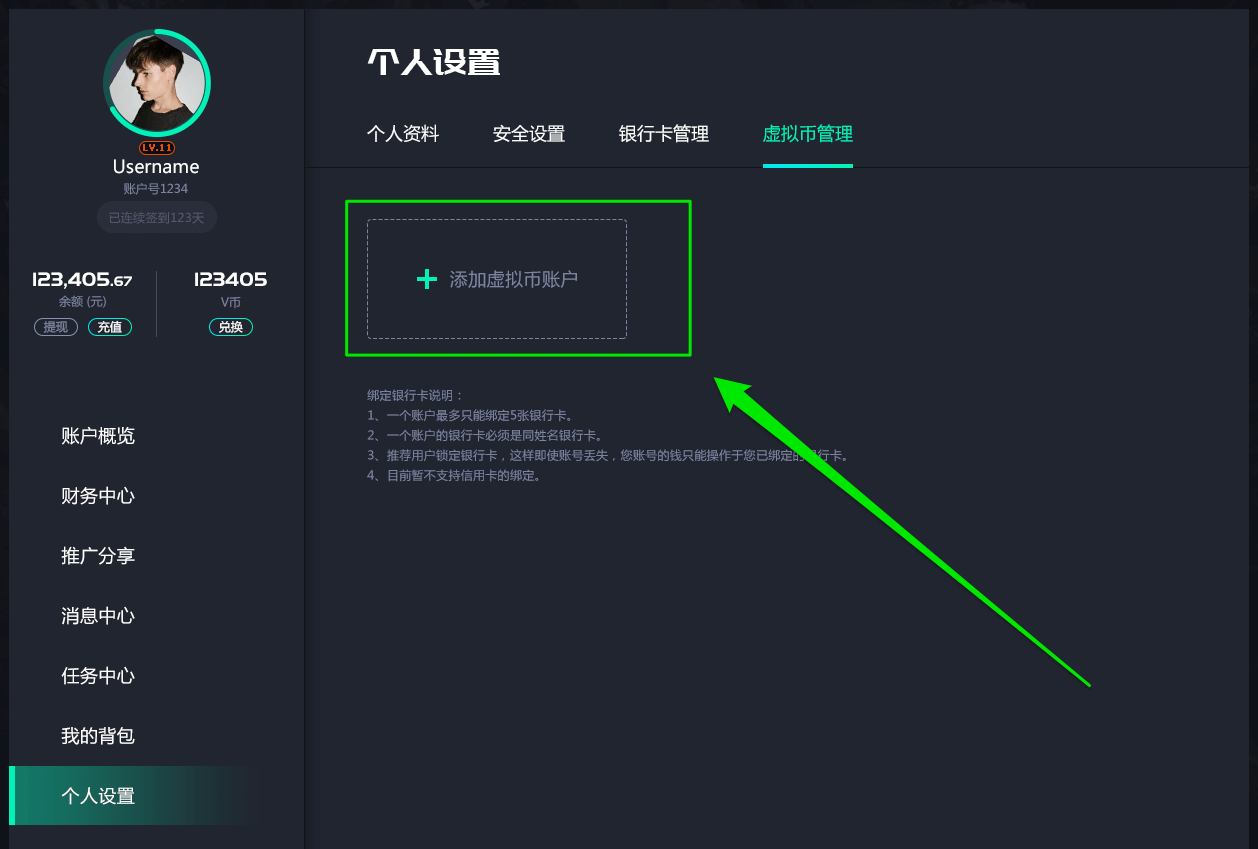 LV.11
Username
账户号1234
已连续签到123天
123,405.67
余额 (元)
提现 充值
123405
V币
兑换
账户概览
财务中心
推广分享
消息中心
任务中心
我的背包
个人设置
个人设置
个人资料 安全设置 银行卡管理 虚拟币管理
添加虚拟币账户
绑定银行卡说明：
1、一个账户最多只能绑定5张银行卡。
2、一个账户的银行卡必须是同姓名银行卡。
3、推荐用户锁定银行卡，这样即使账号丢失，您账号的钱只能操作于您已绑定的银行卡。
4、目前暂不支持信用卡的绑定。